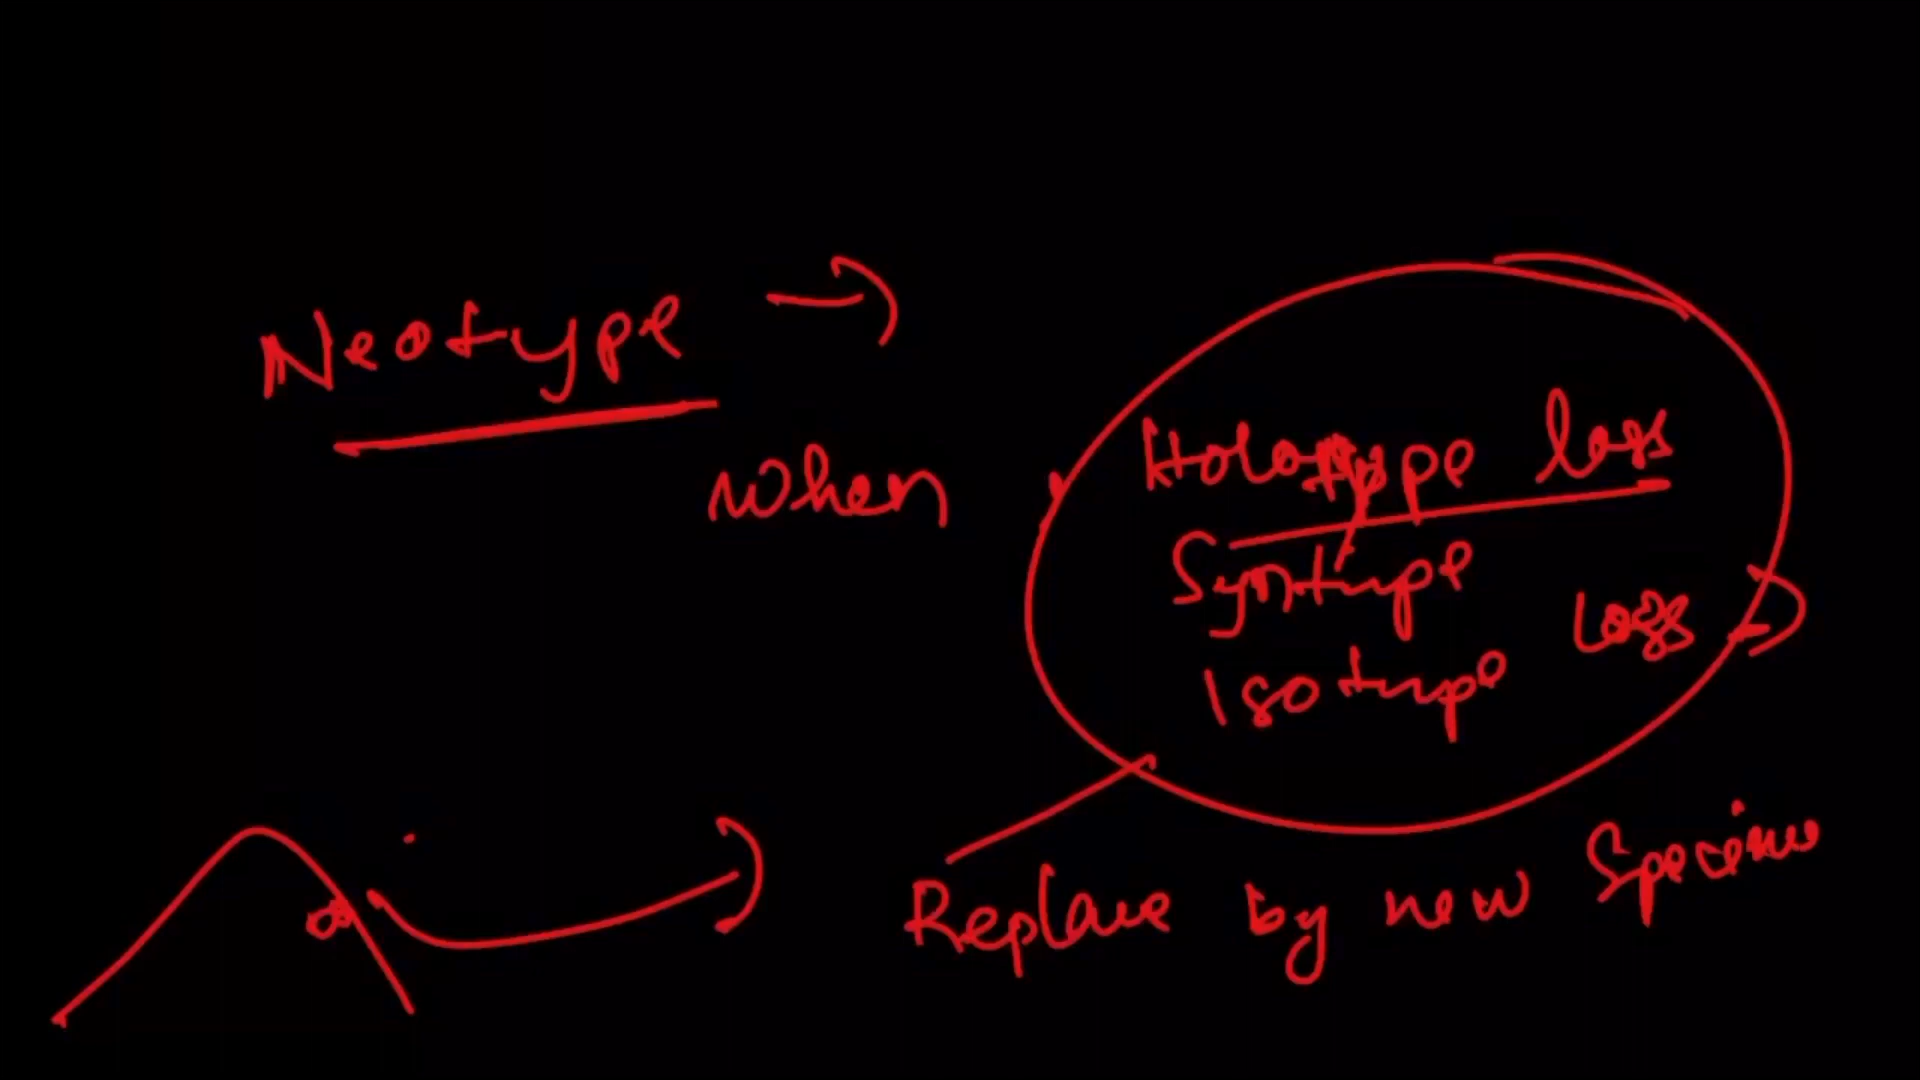 Neotype
when
Holotype loss
Syntype
Isotype loss
Replace by new Specimen